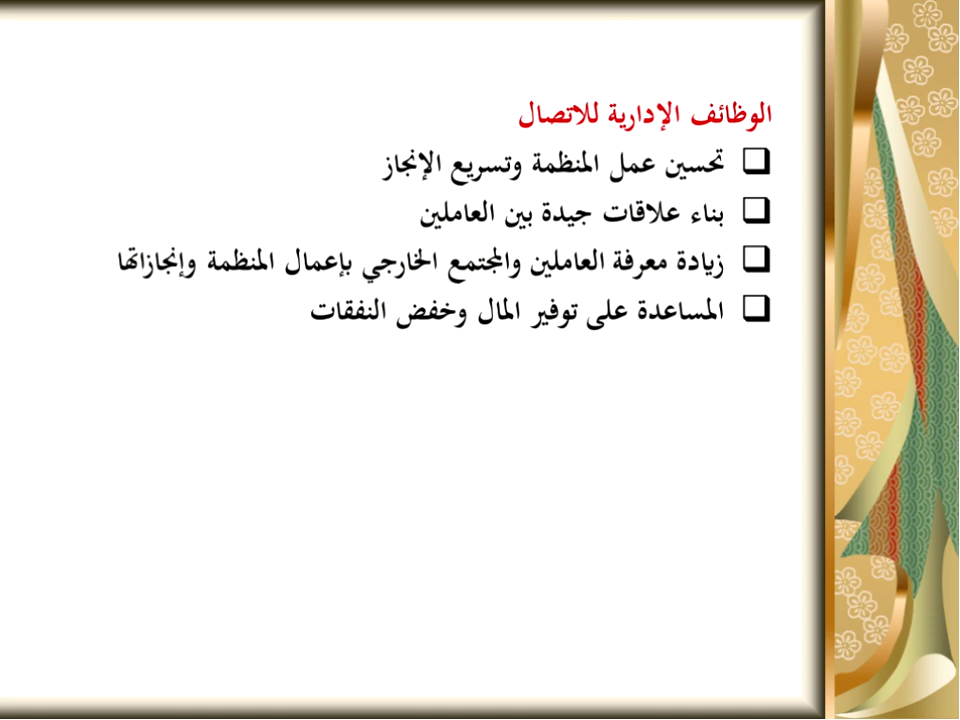 الوظائف الإدارية للاتصال
❑ تحسين عمل المنظمة وتسريع الإنجاز
❑ بناء علاقات جيدة بين العاملين
❑ زيادة معرفة العاملين والمجتمع الخارجي بإعمال المنظمة وإنجازاتها
❑ المساعدة على توفير المال وخفض النفقات